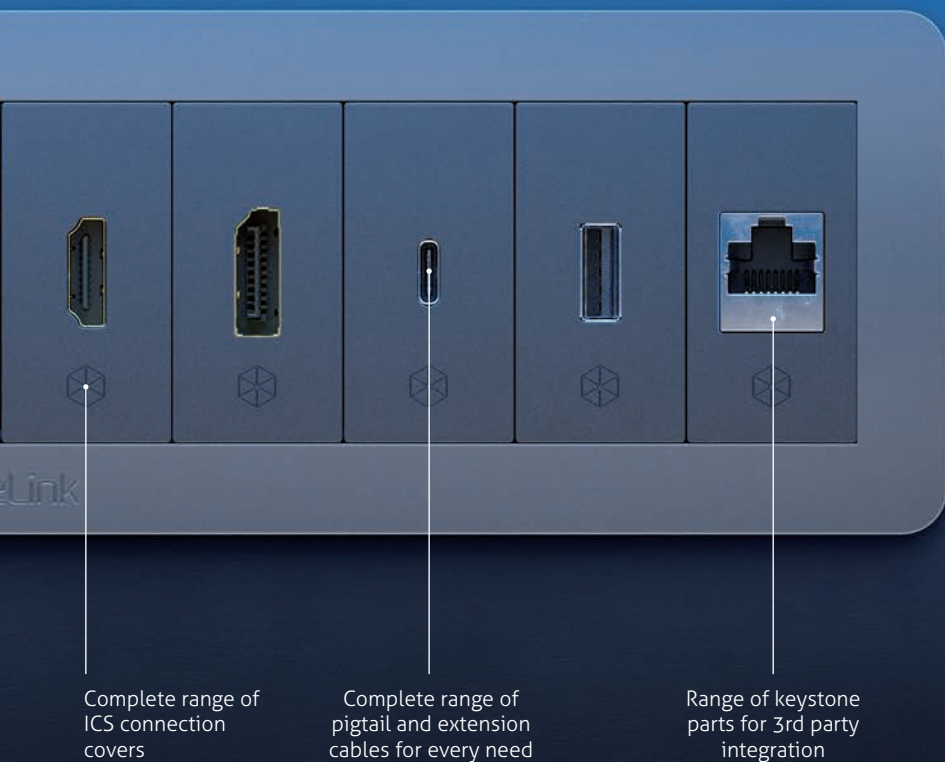 eLink
Complete range of
ICS connection
covers
Complete range of
pigtail and extension
cables for every need
Range of keystone
parts for 3rd party
integration